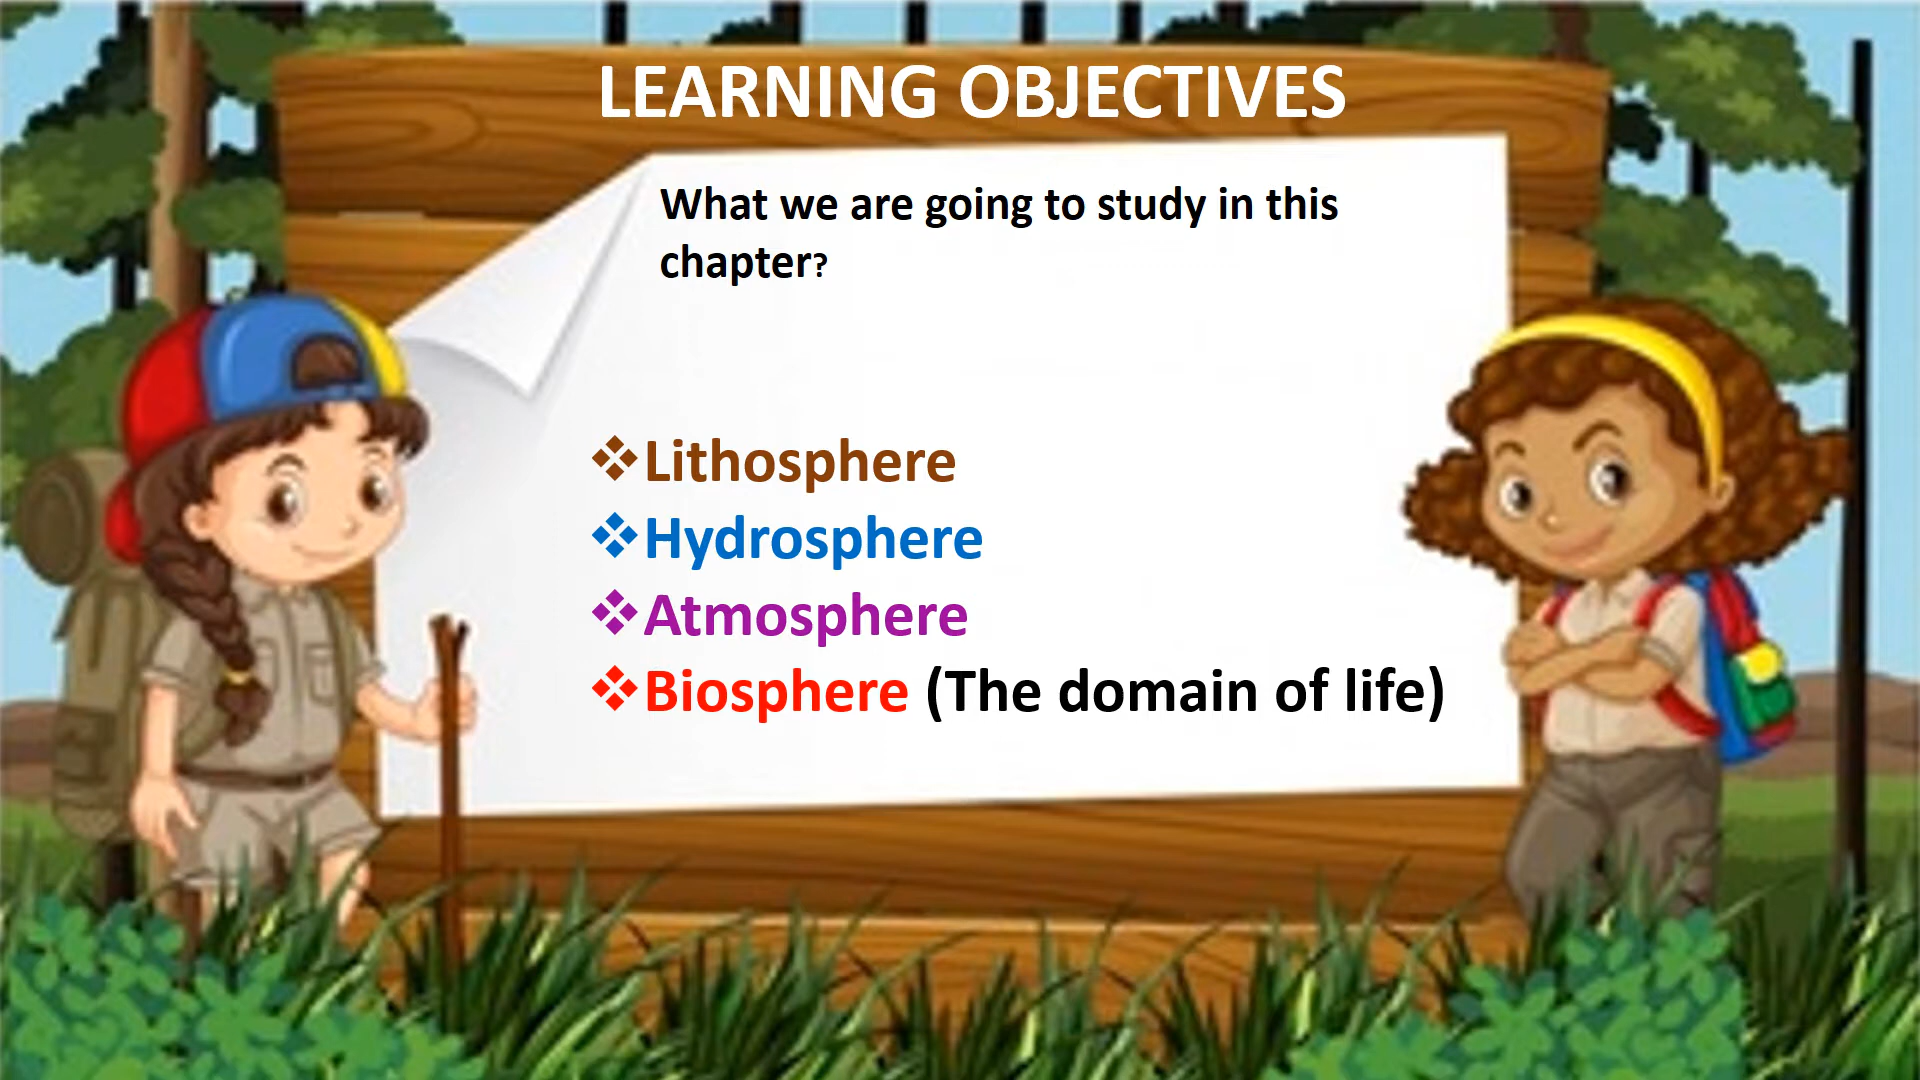 LEARNING OBJECTIVES
What we are going to study in this
chapter?
❖Lithosphere
❖Hydrosphere
❖Atmosphere
❖Biosphere (The domain of life)